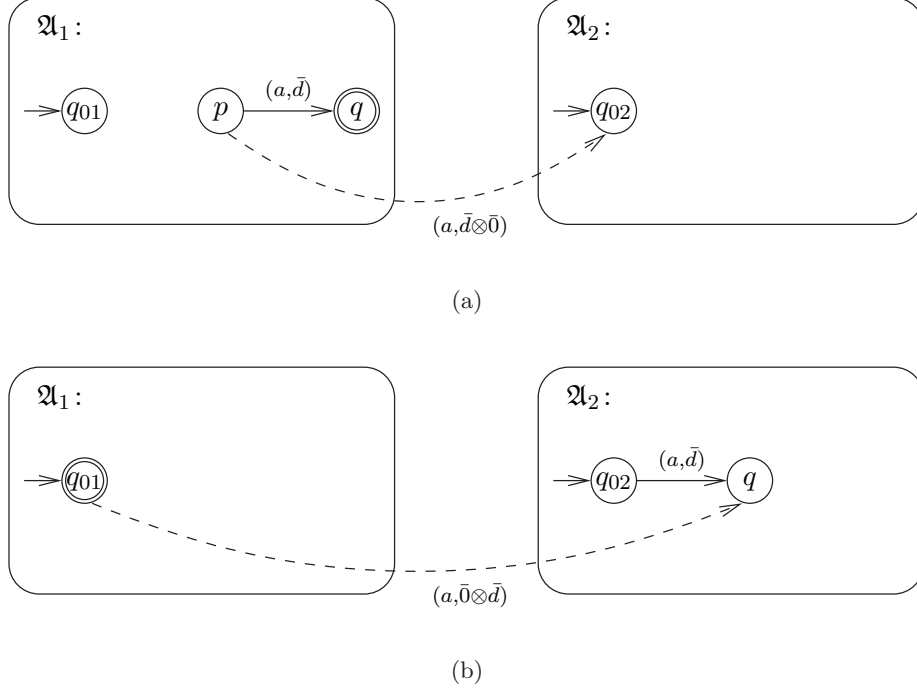 𝔄₁: 𝔄₂:
(a,d̄)
q₀₁ p q q₀₂
(a,d̄⊗0̄)
(a)
𝔄₁: 𝔄₂:
(a,d̄)
q₀₁ q₀₂ q
(a,0̄⊗d̄)
(b)